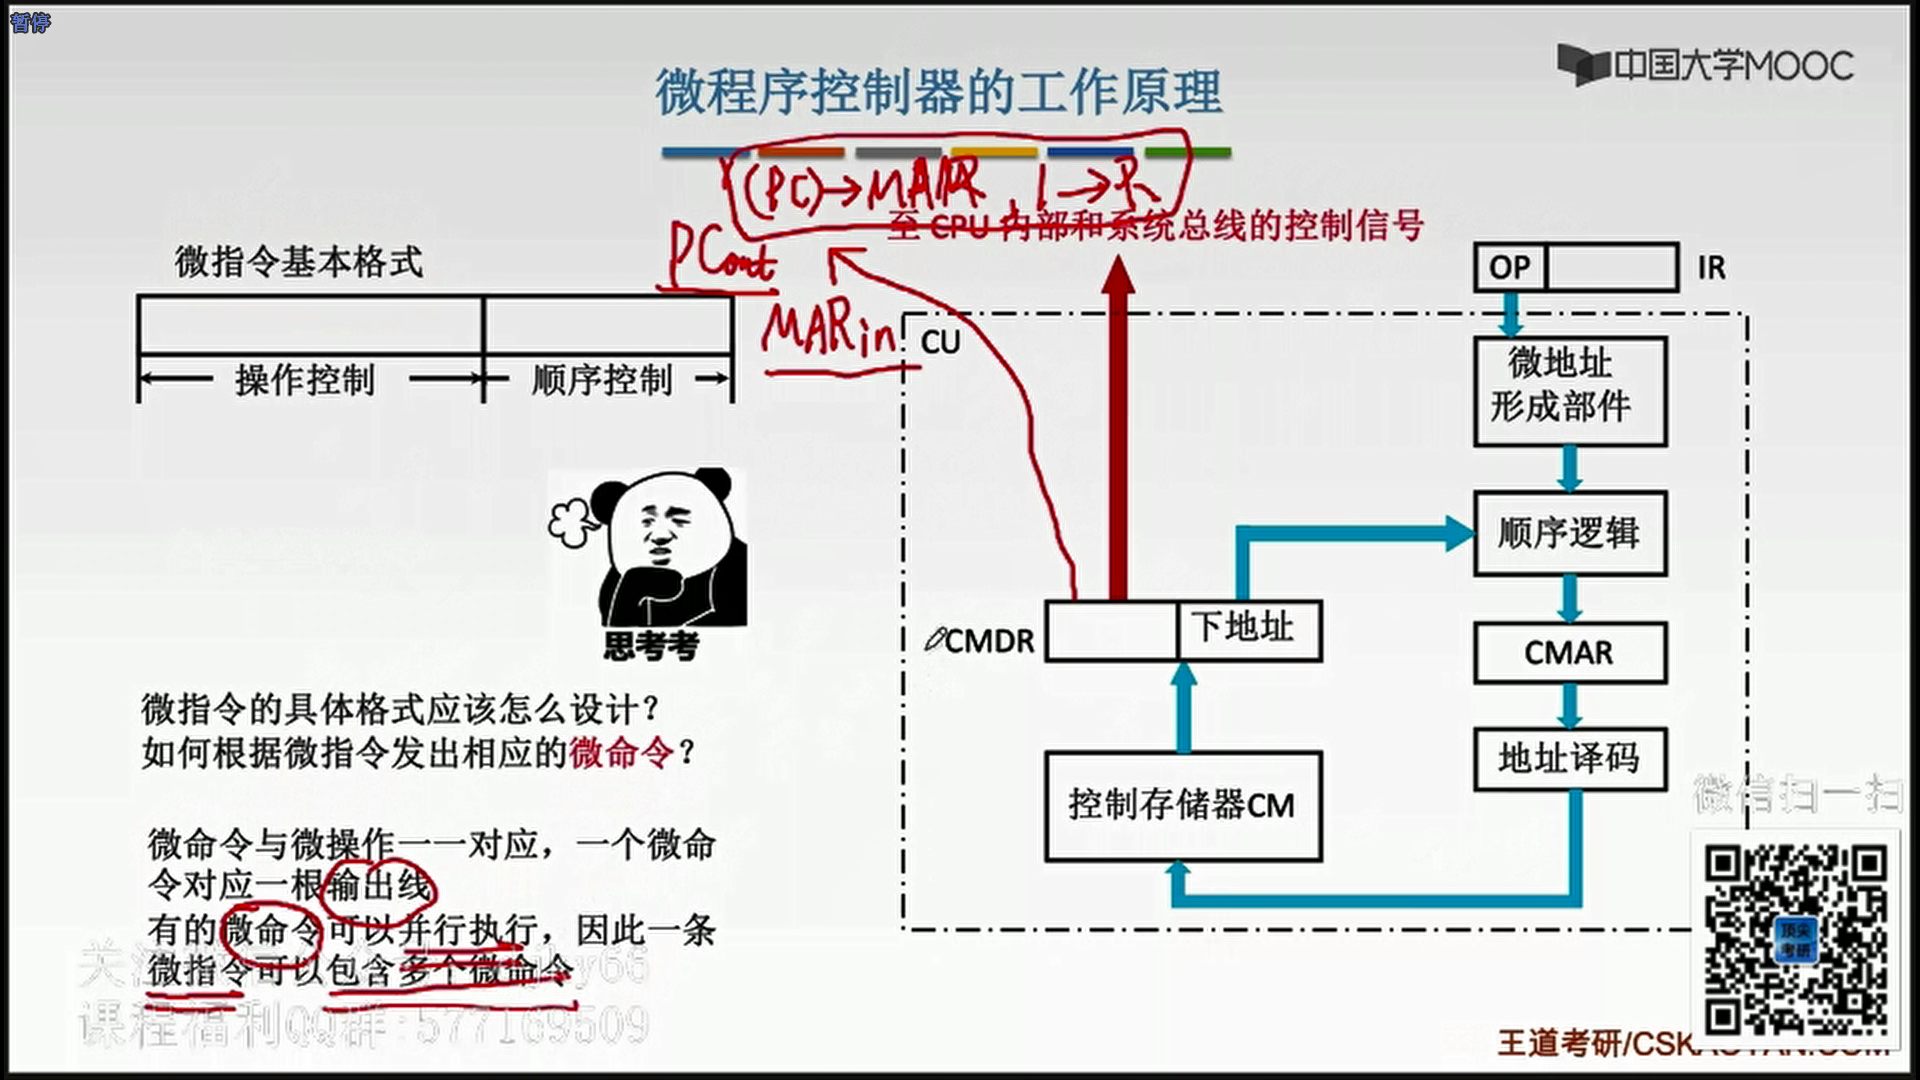 暂停
中国大学MOOC
微程序控制器的工作原理
(PC)→MAR, 1→R
至 CPU 内部和系统总线的控制信号
PCout
MARin
微指令基本格式
操作控制
顺序控制
OP
IR
CU
微地址
形成部件
顺序逻辑
CMAR
地址译码
CMDR
下地址
控制存储器CM
思考考
微指令的具体格式应该怎么设计?
如何根据微指令发出相应的微命令?
微命令与微操作一一对应，一个微命
令对应一根输出线
有的微命令可以并行执行，因此一条
微指令可以包含多个微命令
课程福利QQ群:577169509
微信扫一扫
顶尖
考研
王道考研/CSKAOYAN.COM